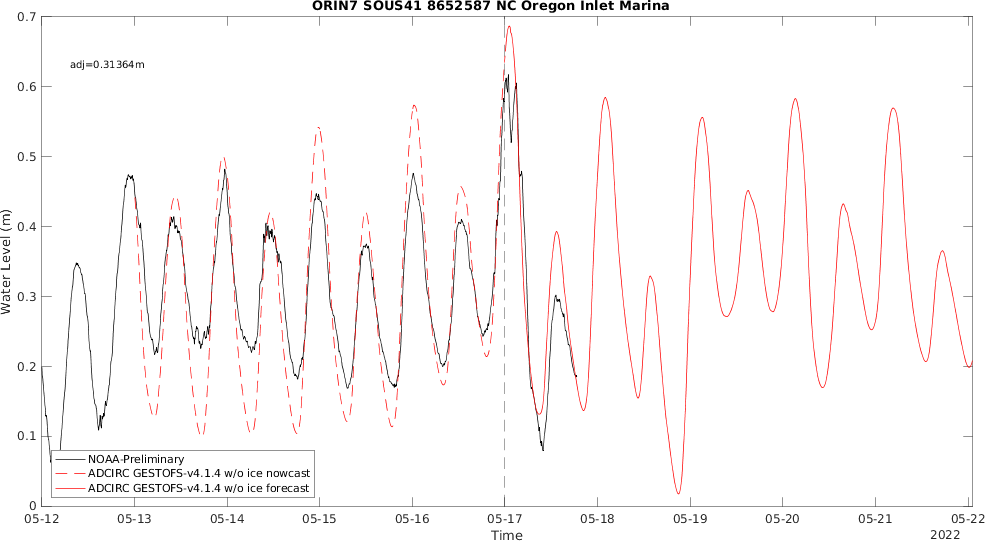 ORIN7 SOUS41 8652587 NC Oregon Inlet Marina
0.7
0.6
0.5
0.4
0.3
0.2
0.1
0
Water Level (m)
adj=0.31364m
NOAA-Preliminary
ADCIRC GESTOFS-v4.1.4 w/o ice nowcast
ADCIRC GESTOFS-v4.1.4 w/o ice forecast
05-12 05-13 05-14 05-15 05-16 05-17 05-18 05-19 05-20 05-21 05-22
Time
2022